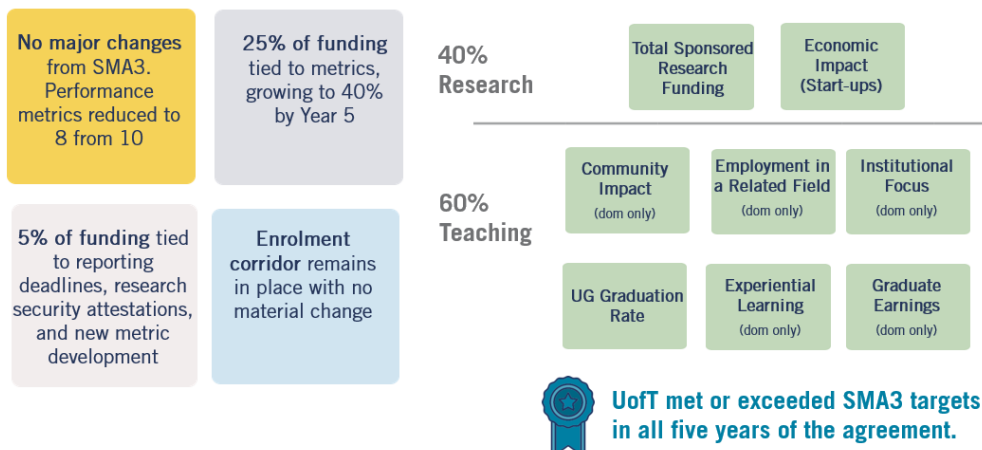 No major changes
from SMA3.
Performance
metrics reduced to
8 from 10
25% of funding
tied to metrics,
growing to 40%
by Year 5
5% of funding tied
to reporting
deadlines, research
security attestations,
and new metric
development
Enrolment
corridor remains
in place with no
material change
40%
Research
Total Sponsored
Research
Funding
Economic
Impact
(Start-ups)
60%
Teaching
Community
Impact
(dom only)
Employment in
a Related Field
(dom only)
Institutional
Focus
(dom only)
UG Graduation
Rate
Experiential
Learning
(dom only)
Graduate
Earnings
(dom only)
UofT met or exceeded SMA3 targets
in all five years of the agreement.